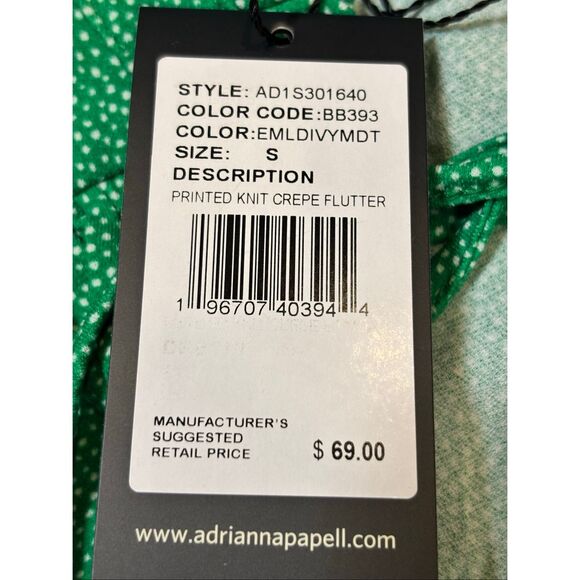 STYLE: AD1S301640
COLOR CODE:BB393
COLOR:EMLDIVYMDT
SIZE: S
DESCRIPTION
PRINTED KNIT CREPE FLUTTER
1 96707 40394 4
MANUFACTURER'S
SUGGESTED
RETAIL PRICE
$ 69.00
www.adriannapapell.com